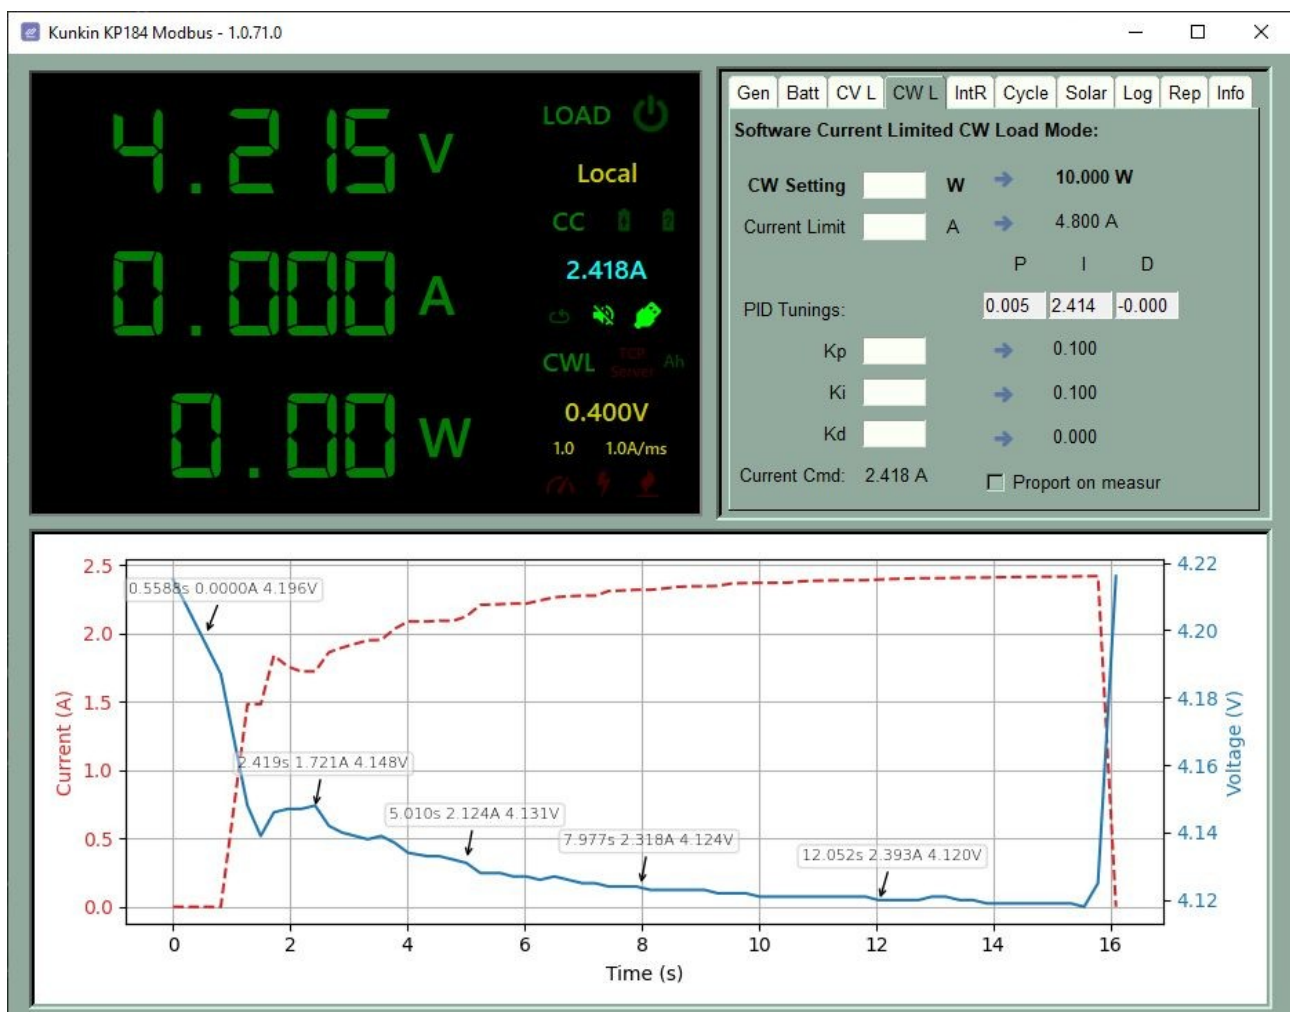 Kunkin KP184 Modbus - 1.0.71.0
4.215 V
LOAD
Local
CC
0.000 A
2.418A
CWL TCP Server Ah
0.400V
0.00 W
1.0 1.0A/ms
Gen Batt CV L CW L IntR Cycle Solar Log Rep Info
Software Current Limited CW Load Mode:
CW Setting W 10.000 W
Current Limit A 4.800 A
P I D
PID Tunings: 0.005 2.414 -0.000
Kp 0.100
Ki 0.100
Kd 0.000
Current Cmd: 2.418 A Proport on measur
0.5588s 0.0000A 4.196V
2.419s 1.721A 4.148V
5.010s 2.124A 4.131V
7.977s 2.318A 4.124V
12.052s 2.393A 4.120V
Current (A)
2.5
2.0
1.5
1.0
0.5
0.0
Voltage (V)
4.22
4.20
4.18
4.16
4.14
4.12
0 2 4 6 8 10 12 14 16
Time (s)